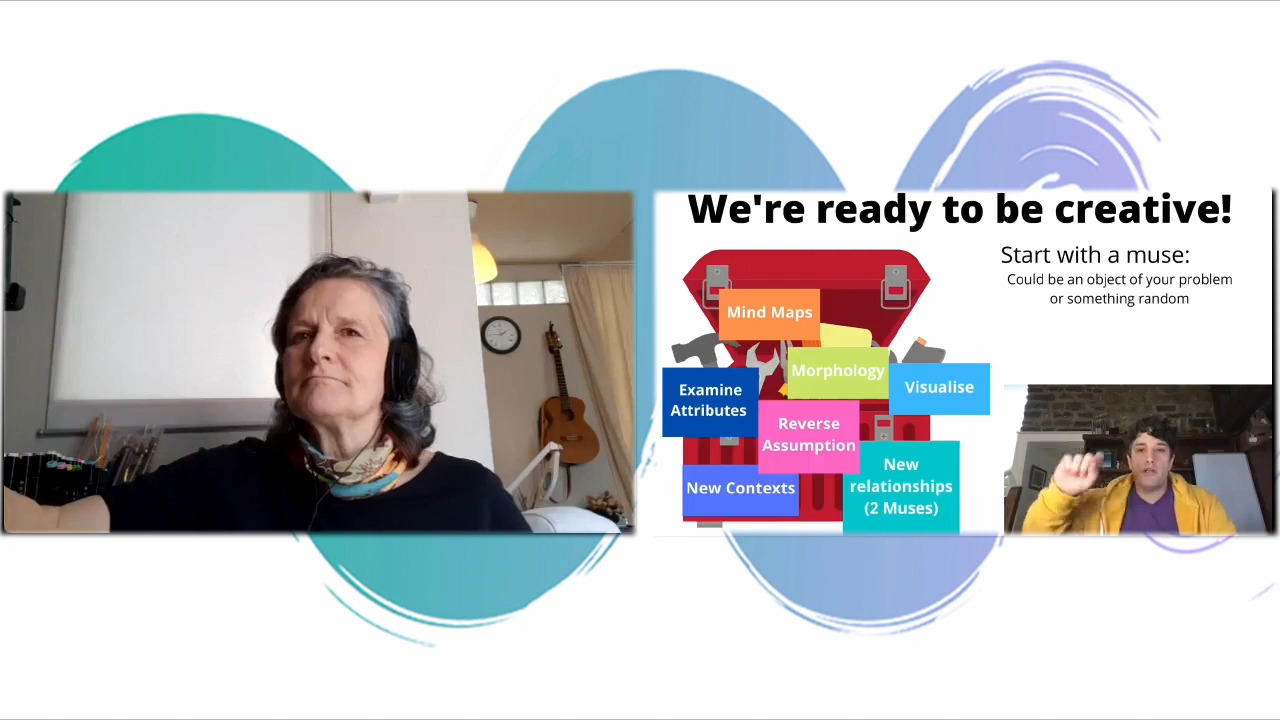 We're ready to be creative!
Start with a muse:
Could be an object of your problem
or something random
Mind Maps
Morphology
Visualise
Examine
Attributes
Reverse
Assumption
New Contexts
New
relationships
(2 Muses)